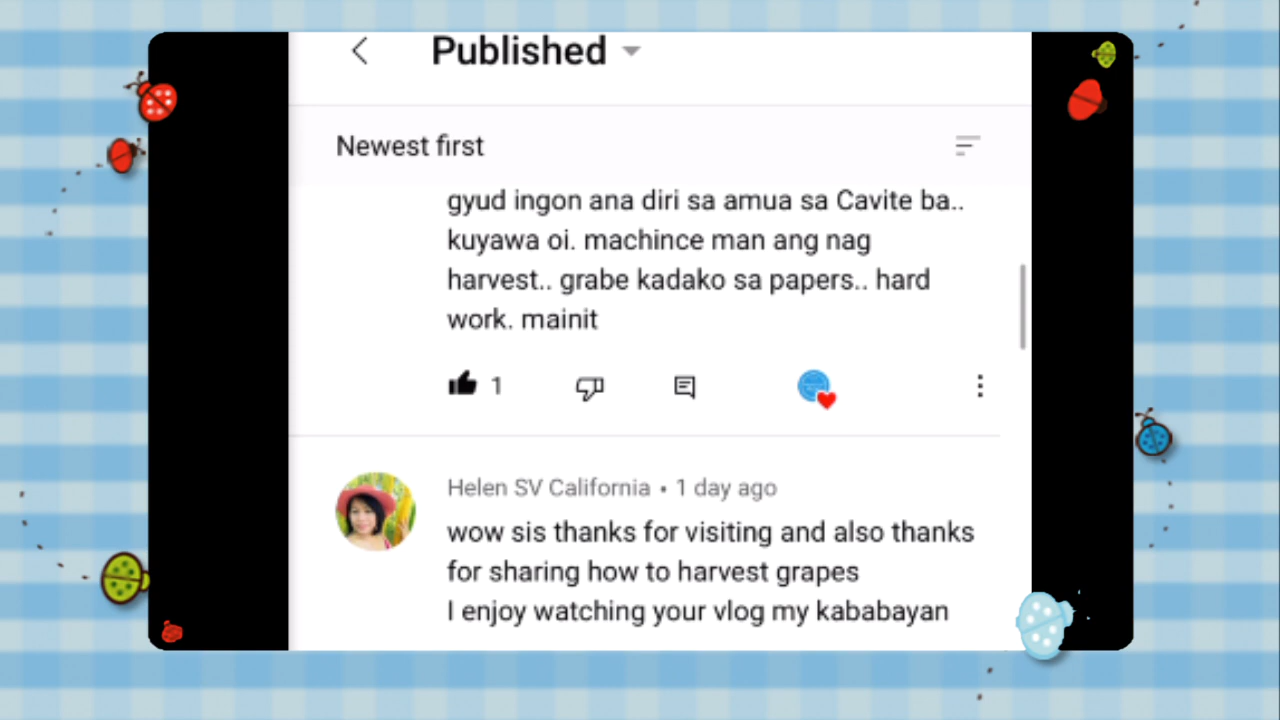 Published
Newest first
gyud ingon ana diri sa amua sa Cavite ba..
kuyawa oi. machince man ang nag
harvest.. grabe kadako sa papers.. hard
work. mainit
1
Helen SV California • 1 day ago
wow sis thanks for visiting and also thanks
for sharing how to harvest grapes
I enjoy watching your vlog my kababayan